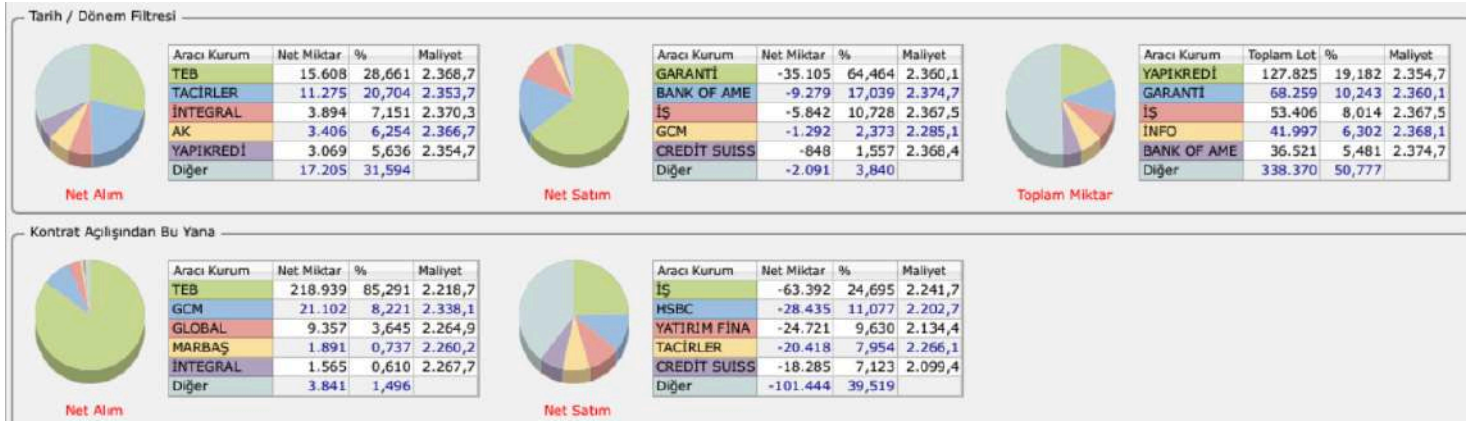 Tarih / Dönem Filtresi
Aracı Kurum Net Miktar % Maliyet
TEB 15.608 28,661 2.368,7
TACİRLER 11.275 20,704 2.353,7
İNTEGRAL 3.894 7,151 2.370,3
AK 3.406 6,254 2.366,7
YAPIKREDİ 3.069 5,636 2.354,7
Diğer 17.205 31,594
Net Alım
Aracı Kurum Net Miktar % Maliyet
GARANTİ -35.105 64,464 2.360,1
BANK OF AME -9.279 17,039 2.374,7
İŞ -5.842 10,728 2.367,5
GCM -1.292 2,373 2.285,1
CREDİT SUISS -848 1,557 2.368,4
Diğer -2.091 3,840
Net Satım
Aracı Kurum Toplam Lot % Maliyet
YAPIKREDİ 127.825 19,182 2.354,7
GARANTİ 68.259 10,243 2.360,1
İŞ 53.406 8,014 2.367,5
İNFO 41.997 6,302 2.368,1
BANK OF AME 36.521 5,481 2.374,7
Diğer 338.370 50,777
Toplam Miktar
Kontrat Açılışından Bu Yana
Aracı Kurum Net Miktar % Maliyet
TEB 218.939 85,291 2.218,7
GCM 21.102 8,221 2.338,1
GLOBAL 9.357 3,645 2.264,9
MARBAŞ 1.891 0,737 2.260,2
İNTEGRAL 1.565 0,610 2.267,7
Diğer 3.841 1,496
Net Alım
Aracı Kurum Net Miktar % Maliyet
İŞ -63.392 24,695 2.241,7
HSBC -28.435 11,077 2.202,7
YATIRIM FİNA -24.721 9,630 2.134,4
TACİRLER -20.418 7,954 2.266,1
CREDİT SUISS -18.285 7,123 2.099,4
Diğer -101.444 39,519
Net Satım